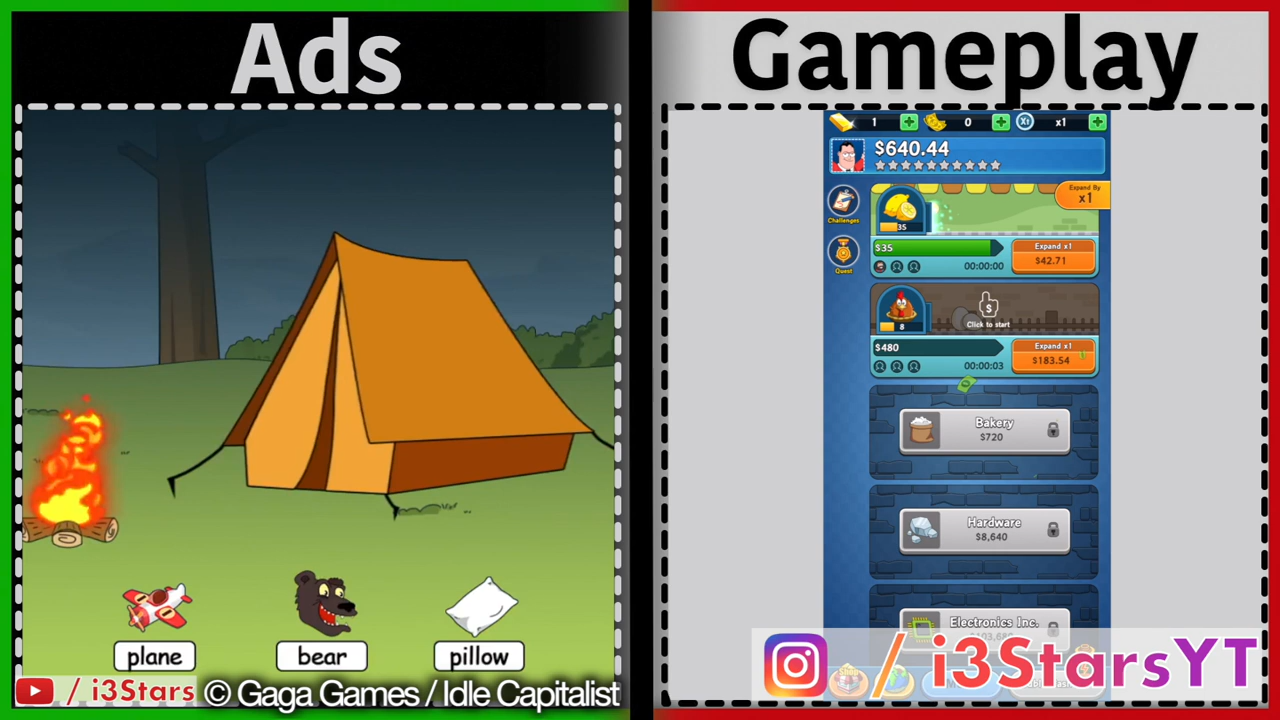 Ads
Gameplay
plane
bear
pillow
/ i3Stars © Gaga Games / Idle Capitalist
1
0
X1
x1
$640.44
Challenges
Quest
Expand By
x1
35
$35
00:00:00
Expand x1
$42.71
Click to start
8
$480
00:00:03
Expand x1
$183.54
Bakery
$720
Hardware
$8,640
Electronics Inc.
Shop
/ i3StarsYT